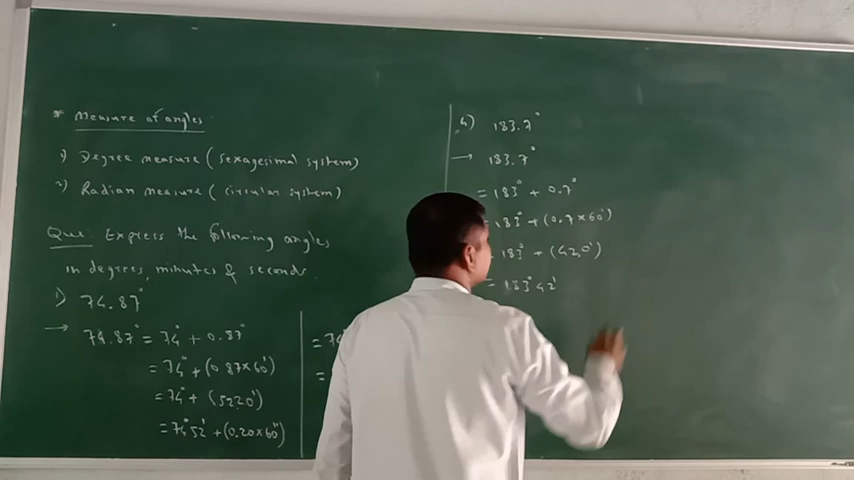 * Measure of angles
1) Degree measure (sexagesimal system)
2) Radian measure ( circular system)
Que: Express the following angles
in degrees, minutes & seconds.
1) 74.87°
→ 74.87° = 74° + 0.87°
= 74° + (0.87×60')
= 74° + (52.20')
= 74° 52' + (0.20×60")
4) 183.7°
→ 183.7°
= 183° + 0.7°
183° + (0.7×60')
183° + (42.0')
= 183° 42'